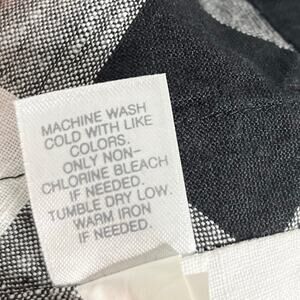 MACHINE WASH
COLD WITH LIKE
COLORS.
ONLY NON-
CHLORINE BLEACH
IF NEEDED.
TUMBLE DRY LOW.
WARM IRON
IF NEEDED.